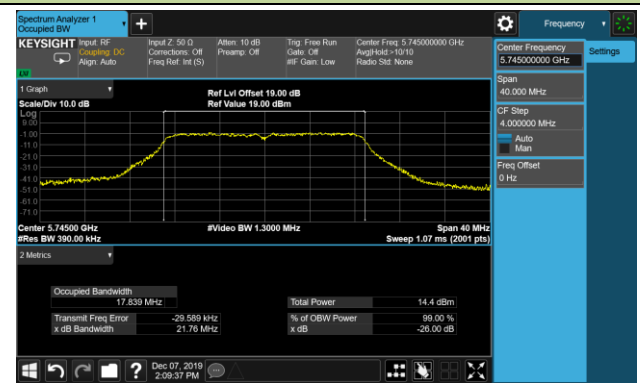 Spectrum Analyzer 1
Occupied BW
Frequency
KEYSIGHT
Input: RF
Coupling: DC
Align: Auto
Input Z: 50 Ω
Corrections: Off
Freq Ref: Int (S)
Atten: 10 dB
Preamp: Off
Trig: Free Run
Gate: Off
#IF Gain: Low
Center Freq: 5.745000000 GHz
Avg|Hold:>10/10
Radio Std: None
Center Frequency
5.745000000 GHz
Settings
Span
40.000 MHz
CF Step
4.000000 MHz
Auto
Man
Freq Offset
0 Hz
1 Graph
Scale/Div 10.0 dB
Ref Lvl Offset 19.00 dB
Ref Value 19.00 dBm
Log
9.00
-1.00
-11.0
-21.0
-31.0
-41.0
-51.0
-61.0
-71.0
Center 5.74500 GHz
#Res BW 390.00 kHz
#Video BW 1.3000 MHz
Span 40 MHz
Sweep 1.07 ms (2001 pts)
2 Metrics
Occupied Bandwidth
17.839 MHz
Total Power 14.4 dBm
Transmit Freq Error -29.589 kHz
% of OBW Power 99.00 %
x dB Bandwidth 21.76 MHz
x dB -26.00 dB
?
Dec 07, 2019
2:09:37 PM